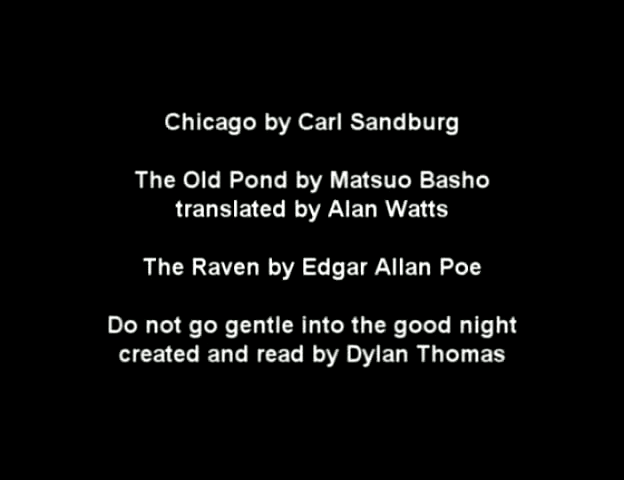 Chicago by Carl Sandburg
The Old Pond by Matsuo Basho
translated by Alan Watts
The Raven by Edgar Allan Poe
Do not go gentle into the good night
created and read by Dylan Thomas